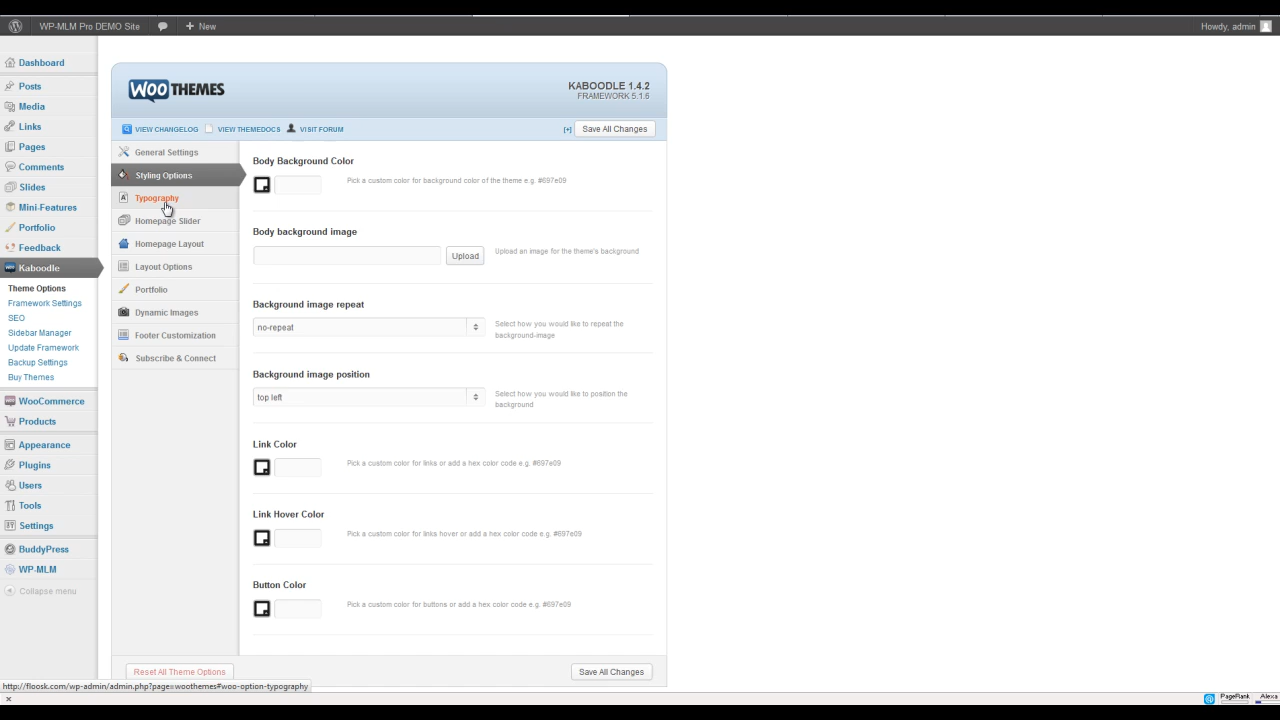 WP-MLM Pro DEMO Site
New
Howdy, admin
Dashboard
Posts
Media
Links
Pages
Comments
Slides
Mini-Features
Portfolio
Feedback
Kaboodle
Theme Options
Framework Settings
SEO
Sidebar Manager
Update Framework
Backup Settings
Buy Themes
WooCommerce
Products
Appearance
Plugins
Users
Tools
Settings
BuddyPress
WP-MLM
Collapse menu
WOOTHEMES
KABOODLE 1.4.2
FRAMEWORK 5.1.6
VIEW CHANGELOG
VIEW THEMEDOCS
VISIT FORUM
[+]
Save All Changes
General Settings
Styling Options
Typography
Homepage Slider
Homepage Layout
Layout Options
Portfolio
Dynamic Images
Footer Customization
Subscribe & Connect
Body Background Color
Pick a custom color for background color of the theme e.g. #697e09
Body background image
Upload
Upload an image for the theme's background
Background image repeat
no-repeat
Select how you would like to repeat the
background-image
Background image position
top left
Select how you would like to position the
background
Link Color
Pick a custom color for links or add a hex color code e.g. #697e09
Link Hover Color
Pick a custom color for links hover or add a hex color code e.g. #697e09
Button Color
Pick a custom color for buttons or add a hex color code e.g. #697e09
Reset All Theme Options
Save All Changes
http://floosk.com/wp-admin/admin.php?page=woothemes#woo-option-typography
PageRank
Alexa